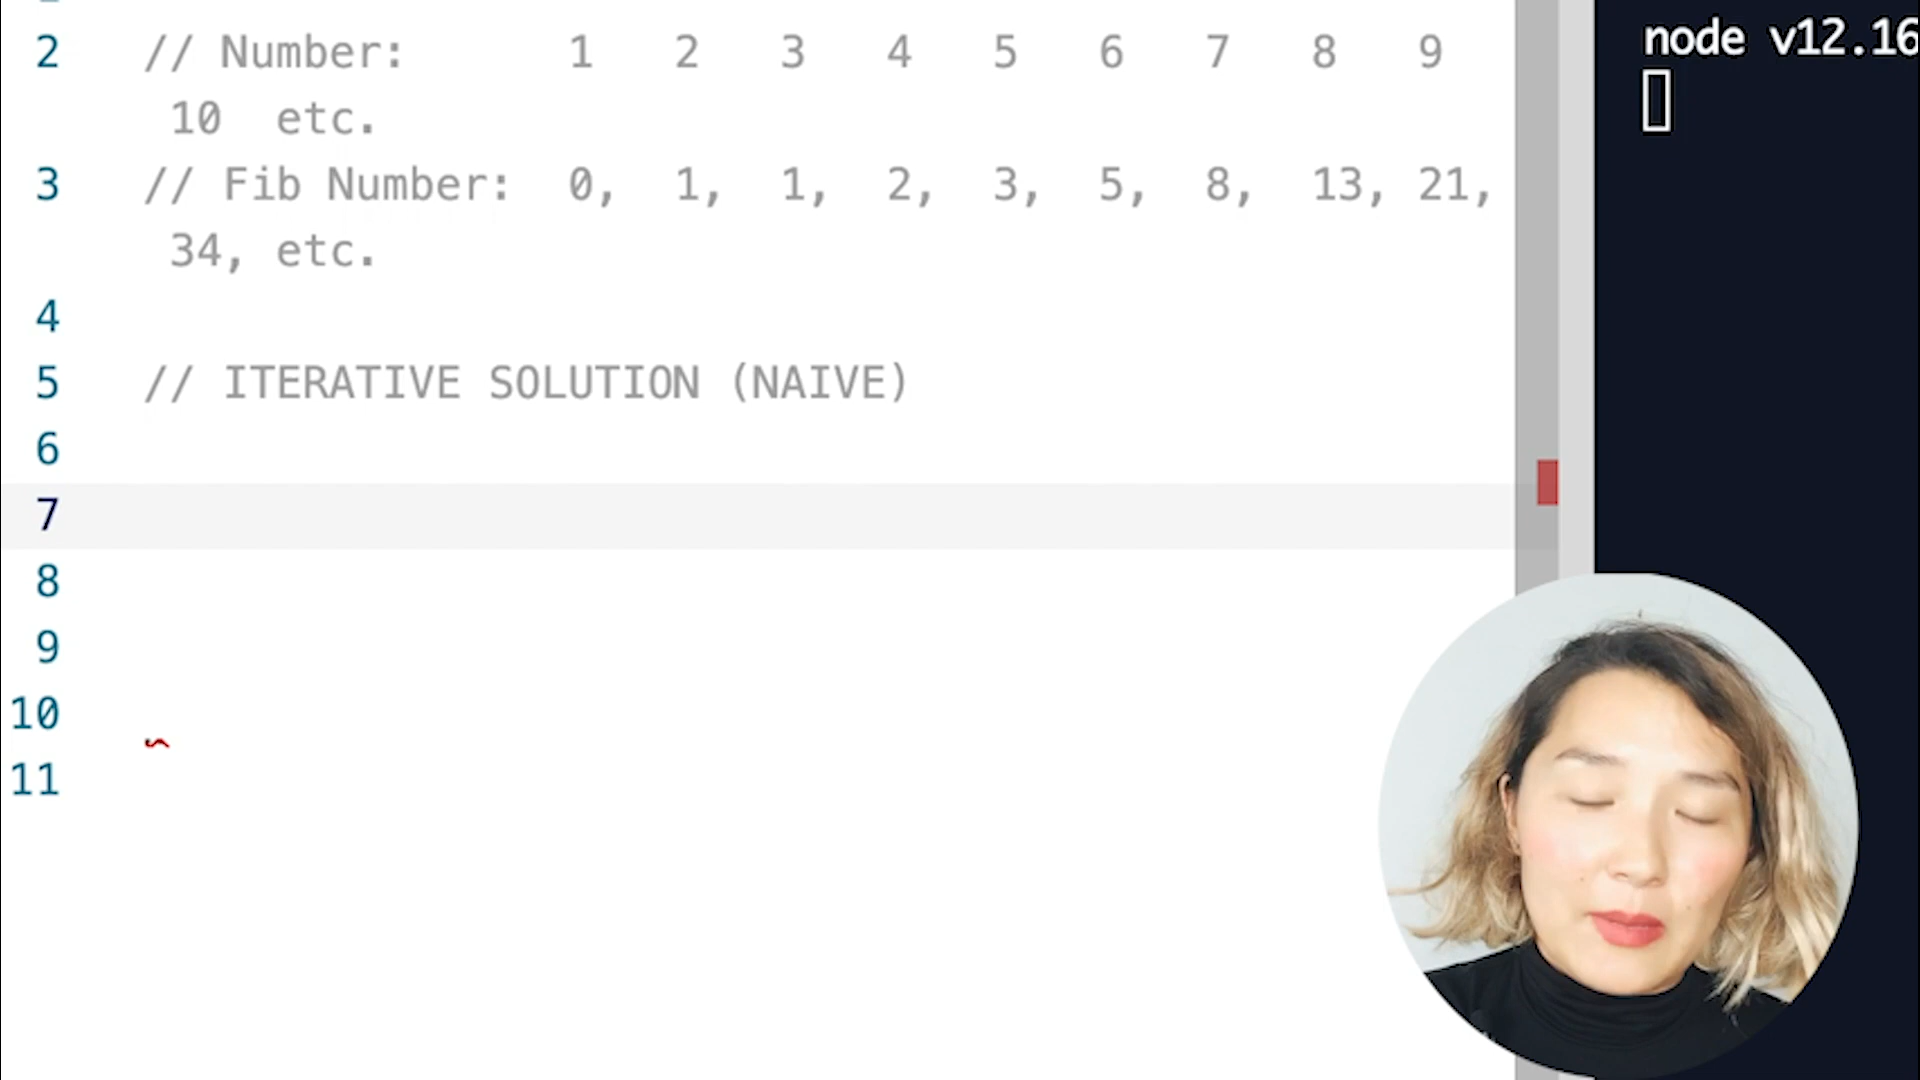 2 // Number: 1 2 3 4 5 6 7 8 9
10 etc.
3 // Fib Number: 0, 1, 1, 2, 3, 5, 8, 13, 21,
34, etc.
4
5 // ITERATIVE SOLUTION (NAIVE)
6
7
8
9
10
11
node v12.16